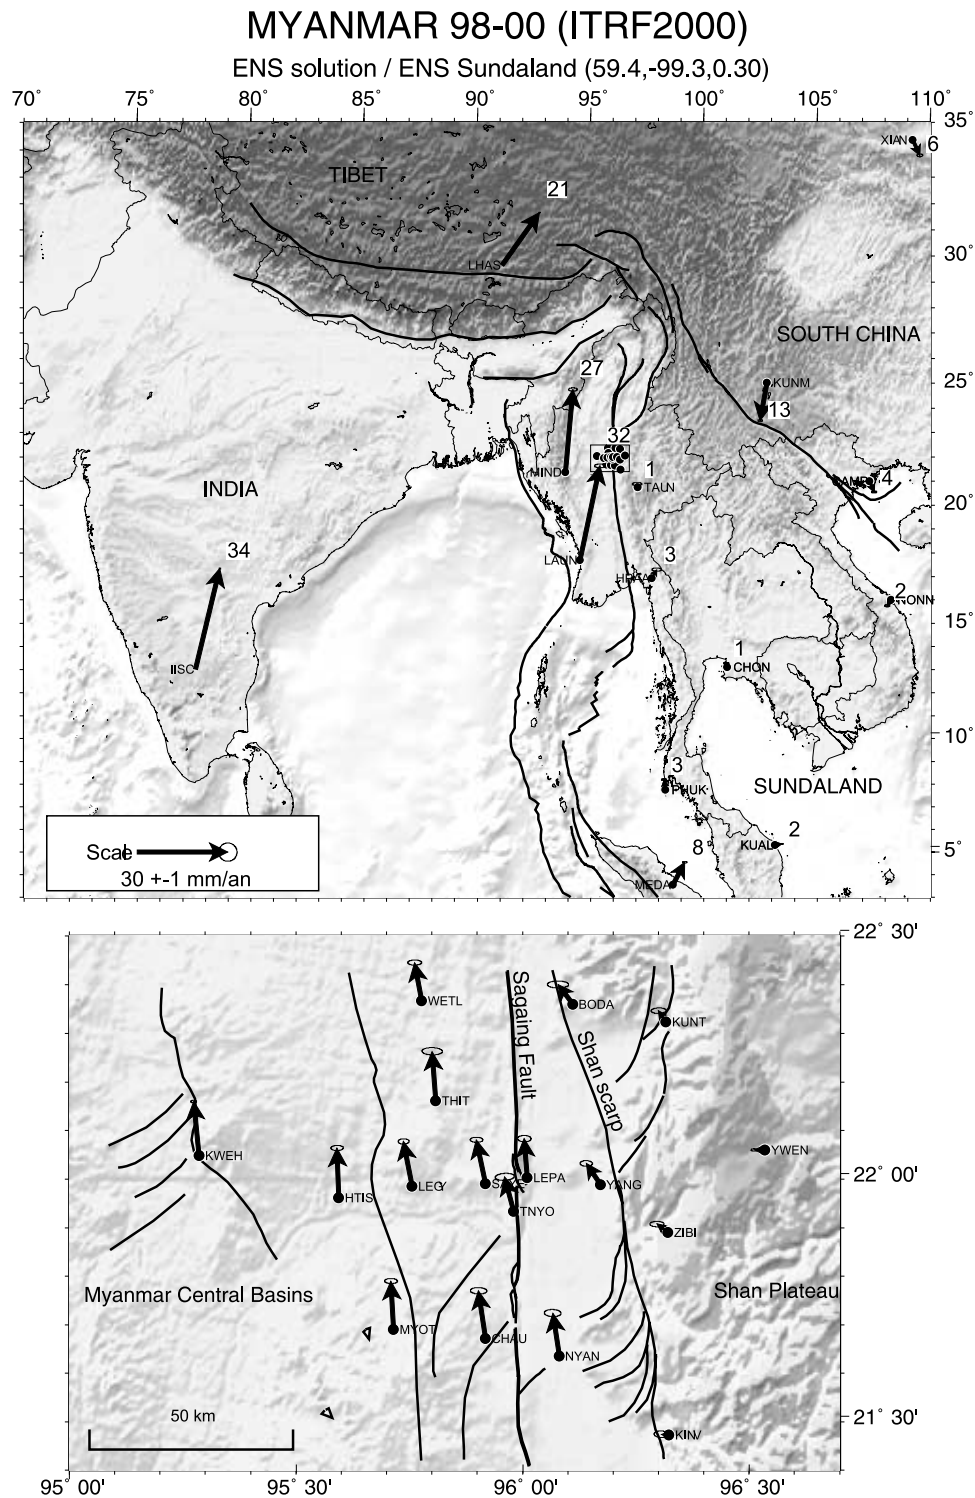 MYANMAR 98-00 (ITRF2000)
ENS solution / ENS Sundaland (59.4,-99.3,0.30)
70° 75° 80° 85° 90° 95° 100° 105° 110°
35°
XIAN 6
TIBET
21
LHAS
30°
SOUTH CHINA
27
KUNM
25°
13
32
MIND
1
TAUN
4
INDIA
20°
34
LAUN
3
HPAA
2
15°
1
IISC
CHON
10°
3
PHUK
SUNDALAND
2
KUAL
8
5°
MEDA
Scale
30 +-1 mm/an
22° 30'
WETL
BODA
KUNT
Sagaing Fault
Shan scarp
THIT
YWEN
KWEH
22° 00'
LEGY
LEPA
YANG
HTIS
TNYO
ZIBI
Myanmar Central Basins
Shan Plateau
MYOT
CHAU
NYAN
50 km
21° 30'
95° 00' 95° 30' 96° 00' 96° 30'